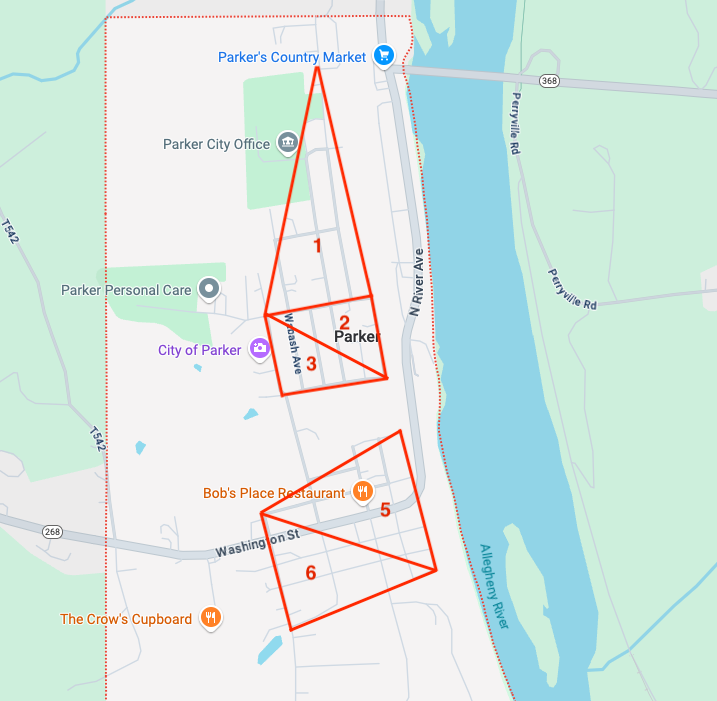 Parker's Country Market
368
Perryville Rd
Parker City Office
T542
1
N River Ave
Perryville Rd
Parker Personal Care
2
Parker
Wabash Ave
City of Parker
3
T542
Bob's Place Restaurant
5
268
Washington St
6
Allegheny River
The Crow's Cupboard